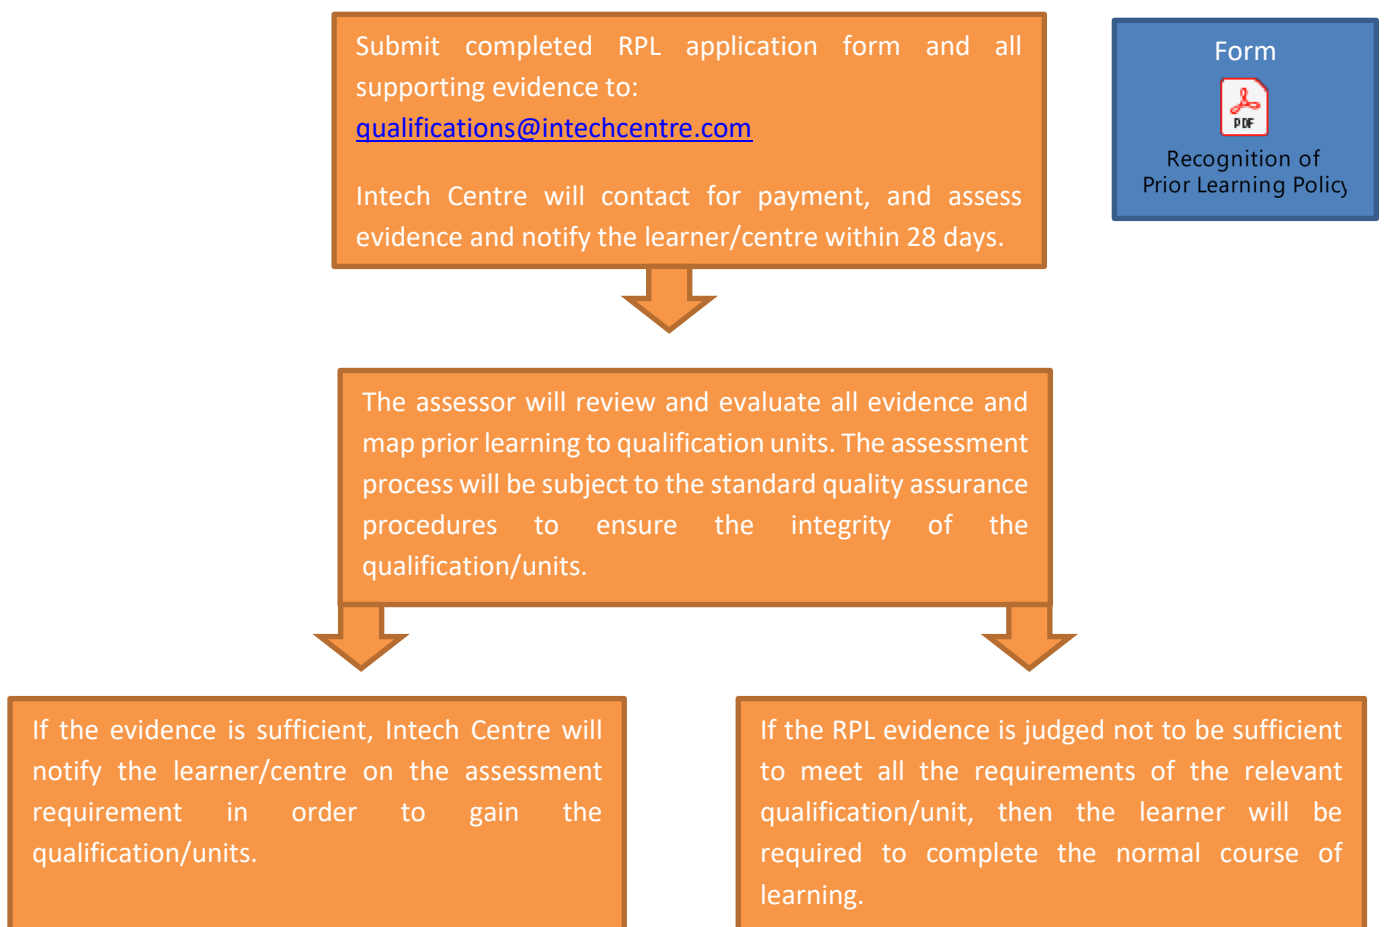 Submit completed RPL application form and all
supporting evidence to:
qualifications@intechcentre.com
Intech Centre will contact for payment, and assess
evidence and notify the learner/centre within 28 days.
Form
PDF
Recognition of
Prior Learning Policy
The assessor will review and evaluate all evidence and
map prior learning to qualification units. The assessment
process will be subject to the standard quality assurance
procedures to ensure the integrity of the
qualification/units.
If the evidence is sufficient, Intech Centre will
notify the learner/centre on the assessment
requirement in order to gain the
qualification/units.
If the RPL evidence is judged not to be sufficient
to meet all the requirements of the relevant
qualification/unit, then the learner will be
required to complete the normal course of
learning.